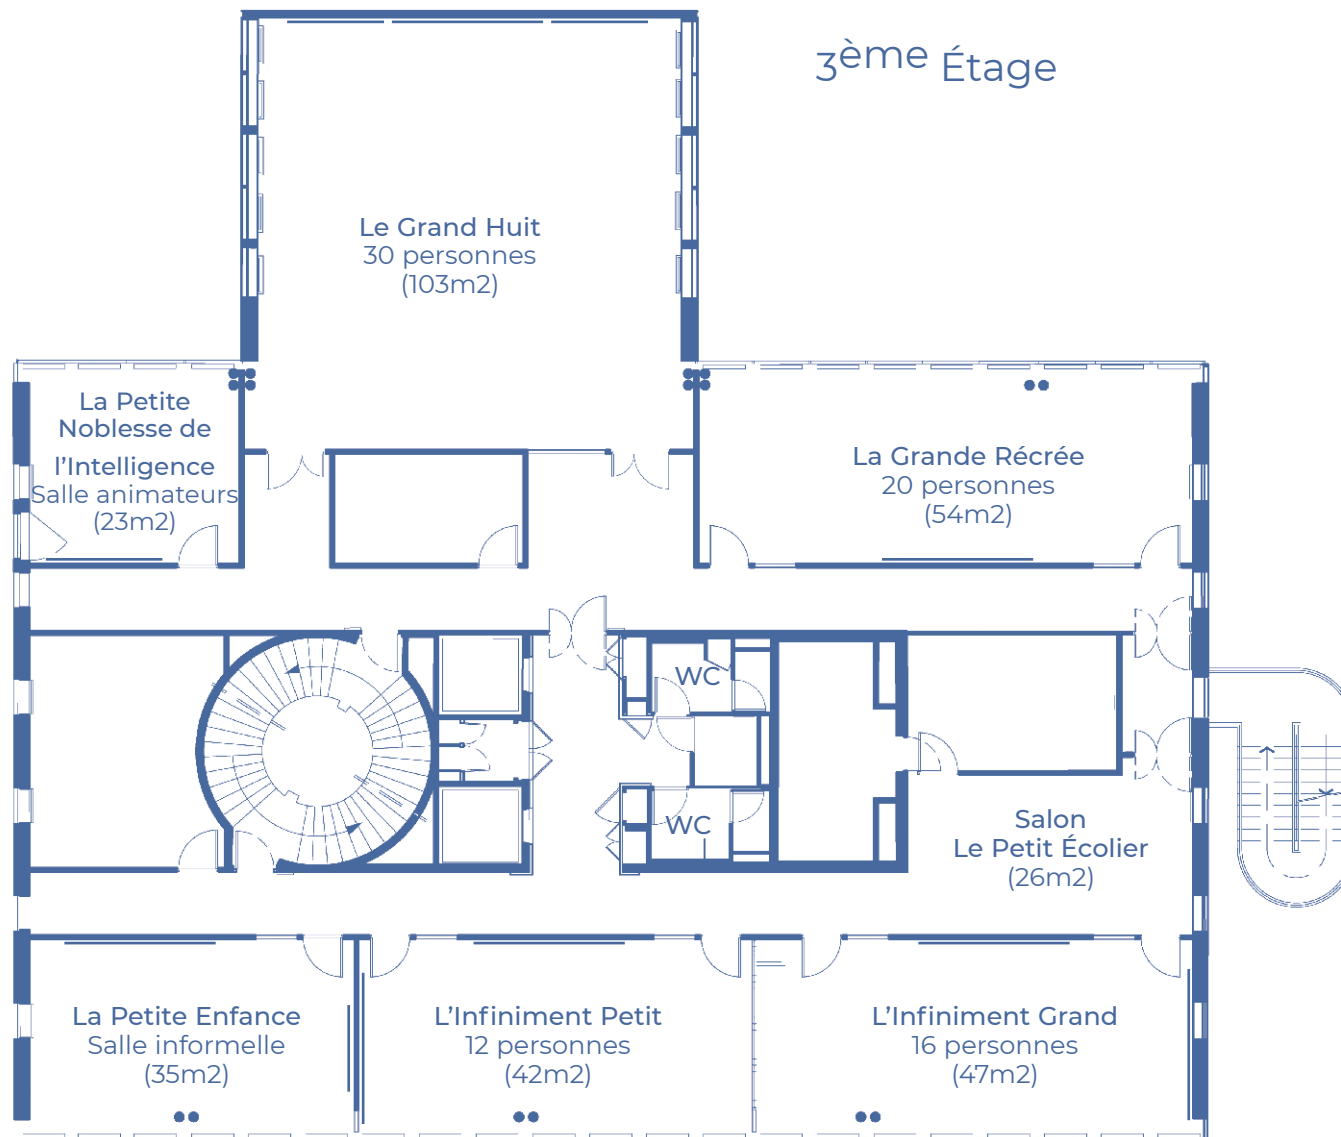 3ème Étage
Le Grand Huit
30 personnes
(103m2)
La Petite
Noblesse de
l’Intelligence
Salle animateurs
(23m2)
La Grande Récrée
20 personnes
(54m2)
WC
WC
Salon
Le Petit Écolier
(26m2)
La Petite Enfance
Salle informelle
(35m2)
L’Infiniment Petit
12 personnes
(42m2)
L’Infiniment Grand
16 personnes
(47m2)